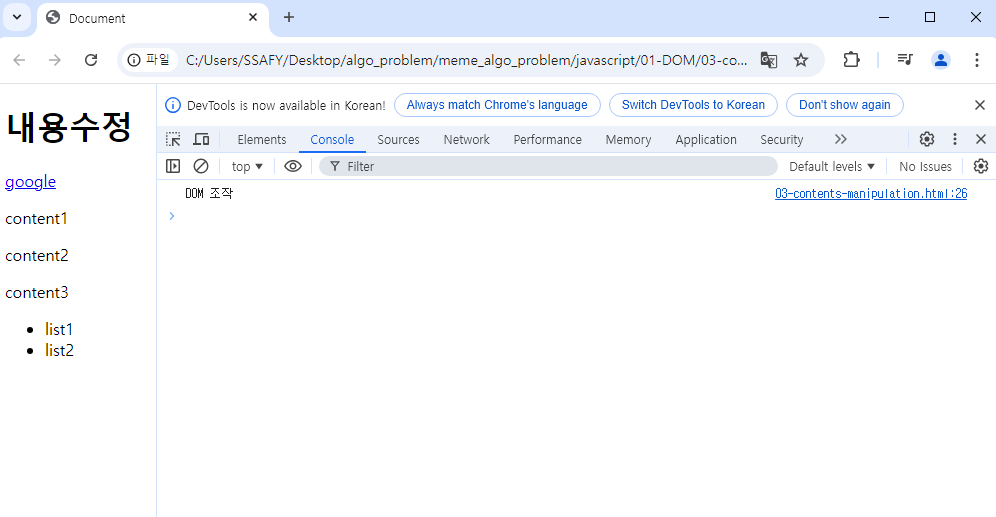 Document
파일
C:/Users/SSAFY/Desktop/algo_problem/meme_algo_problem/javascript/01-DOM/03-co...
DevTools is now available in Korean!
Always match Chrome's language
Switch DevTools to Korean
Don't show again
Elements
Console
Sources
Network
Performance
Memory
Application
Security
top
Filter
Default levels
No Issues
DOM 조작
03-contents-manipulation.html:26
내용수정
google
content1
content2
content3
list1
list2